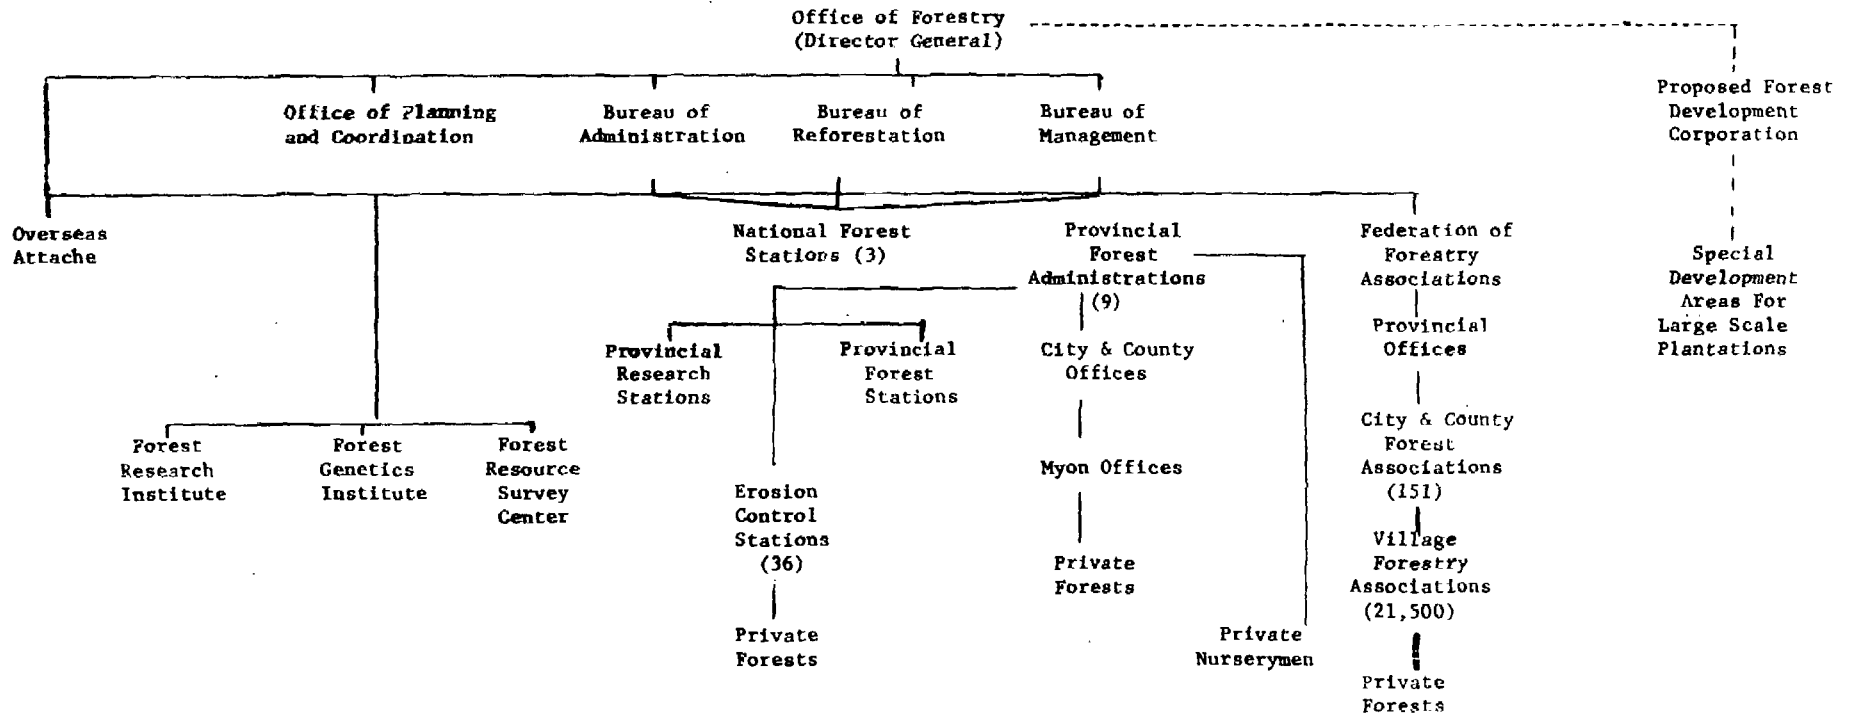 Office of Forestry
(Director General)
Proposed Forest
Development
Corporation
Office of Planning
and Coordination
Bureau of
Administration
Bureau of
Reforestation
Bureau of
Management
Overseas
Attache
National Forest
Stations (3)
Provincial
Forest
Administrations
(9)
Federation of
Forestry
Associations
Special
Development
Areas For
Large Scale
Plantations
Provincial
Research
Stations
Provincial
Forest
Stations
City & County
Offices
Provincial
Offices
Forest
Research
Institute
Forest
Genetics
Institute
Forest
Resource
Survey
Center
Erosion
Control
Stations
(36)
Myon Offices
City & County
Forest
Associations
(151)
Private
Forests
Village
Forestry
Associations
(21,500)
Private
Forests
Private
Nurserymen
Private
Forests